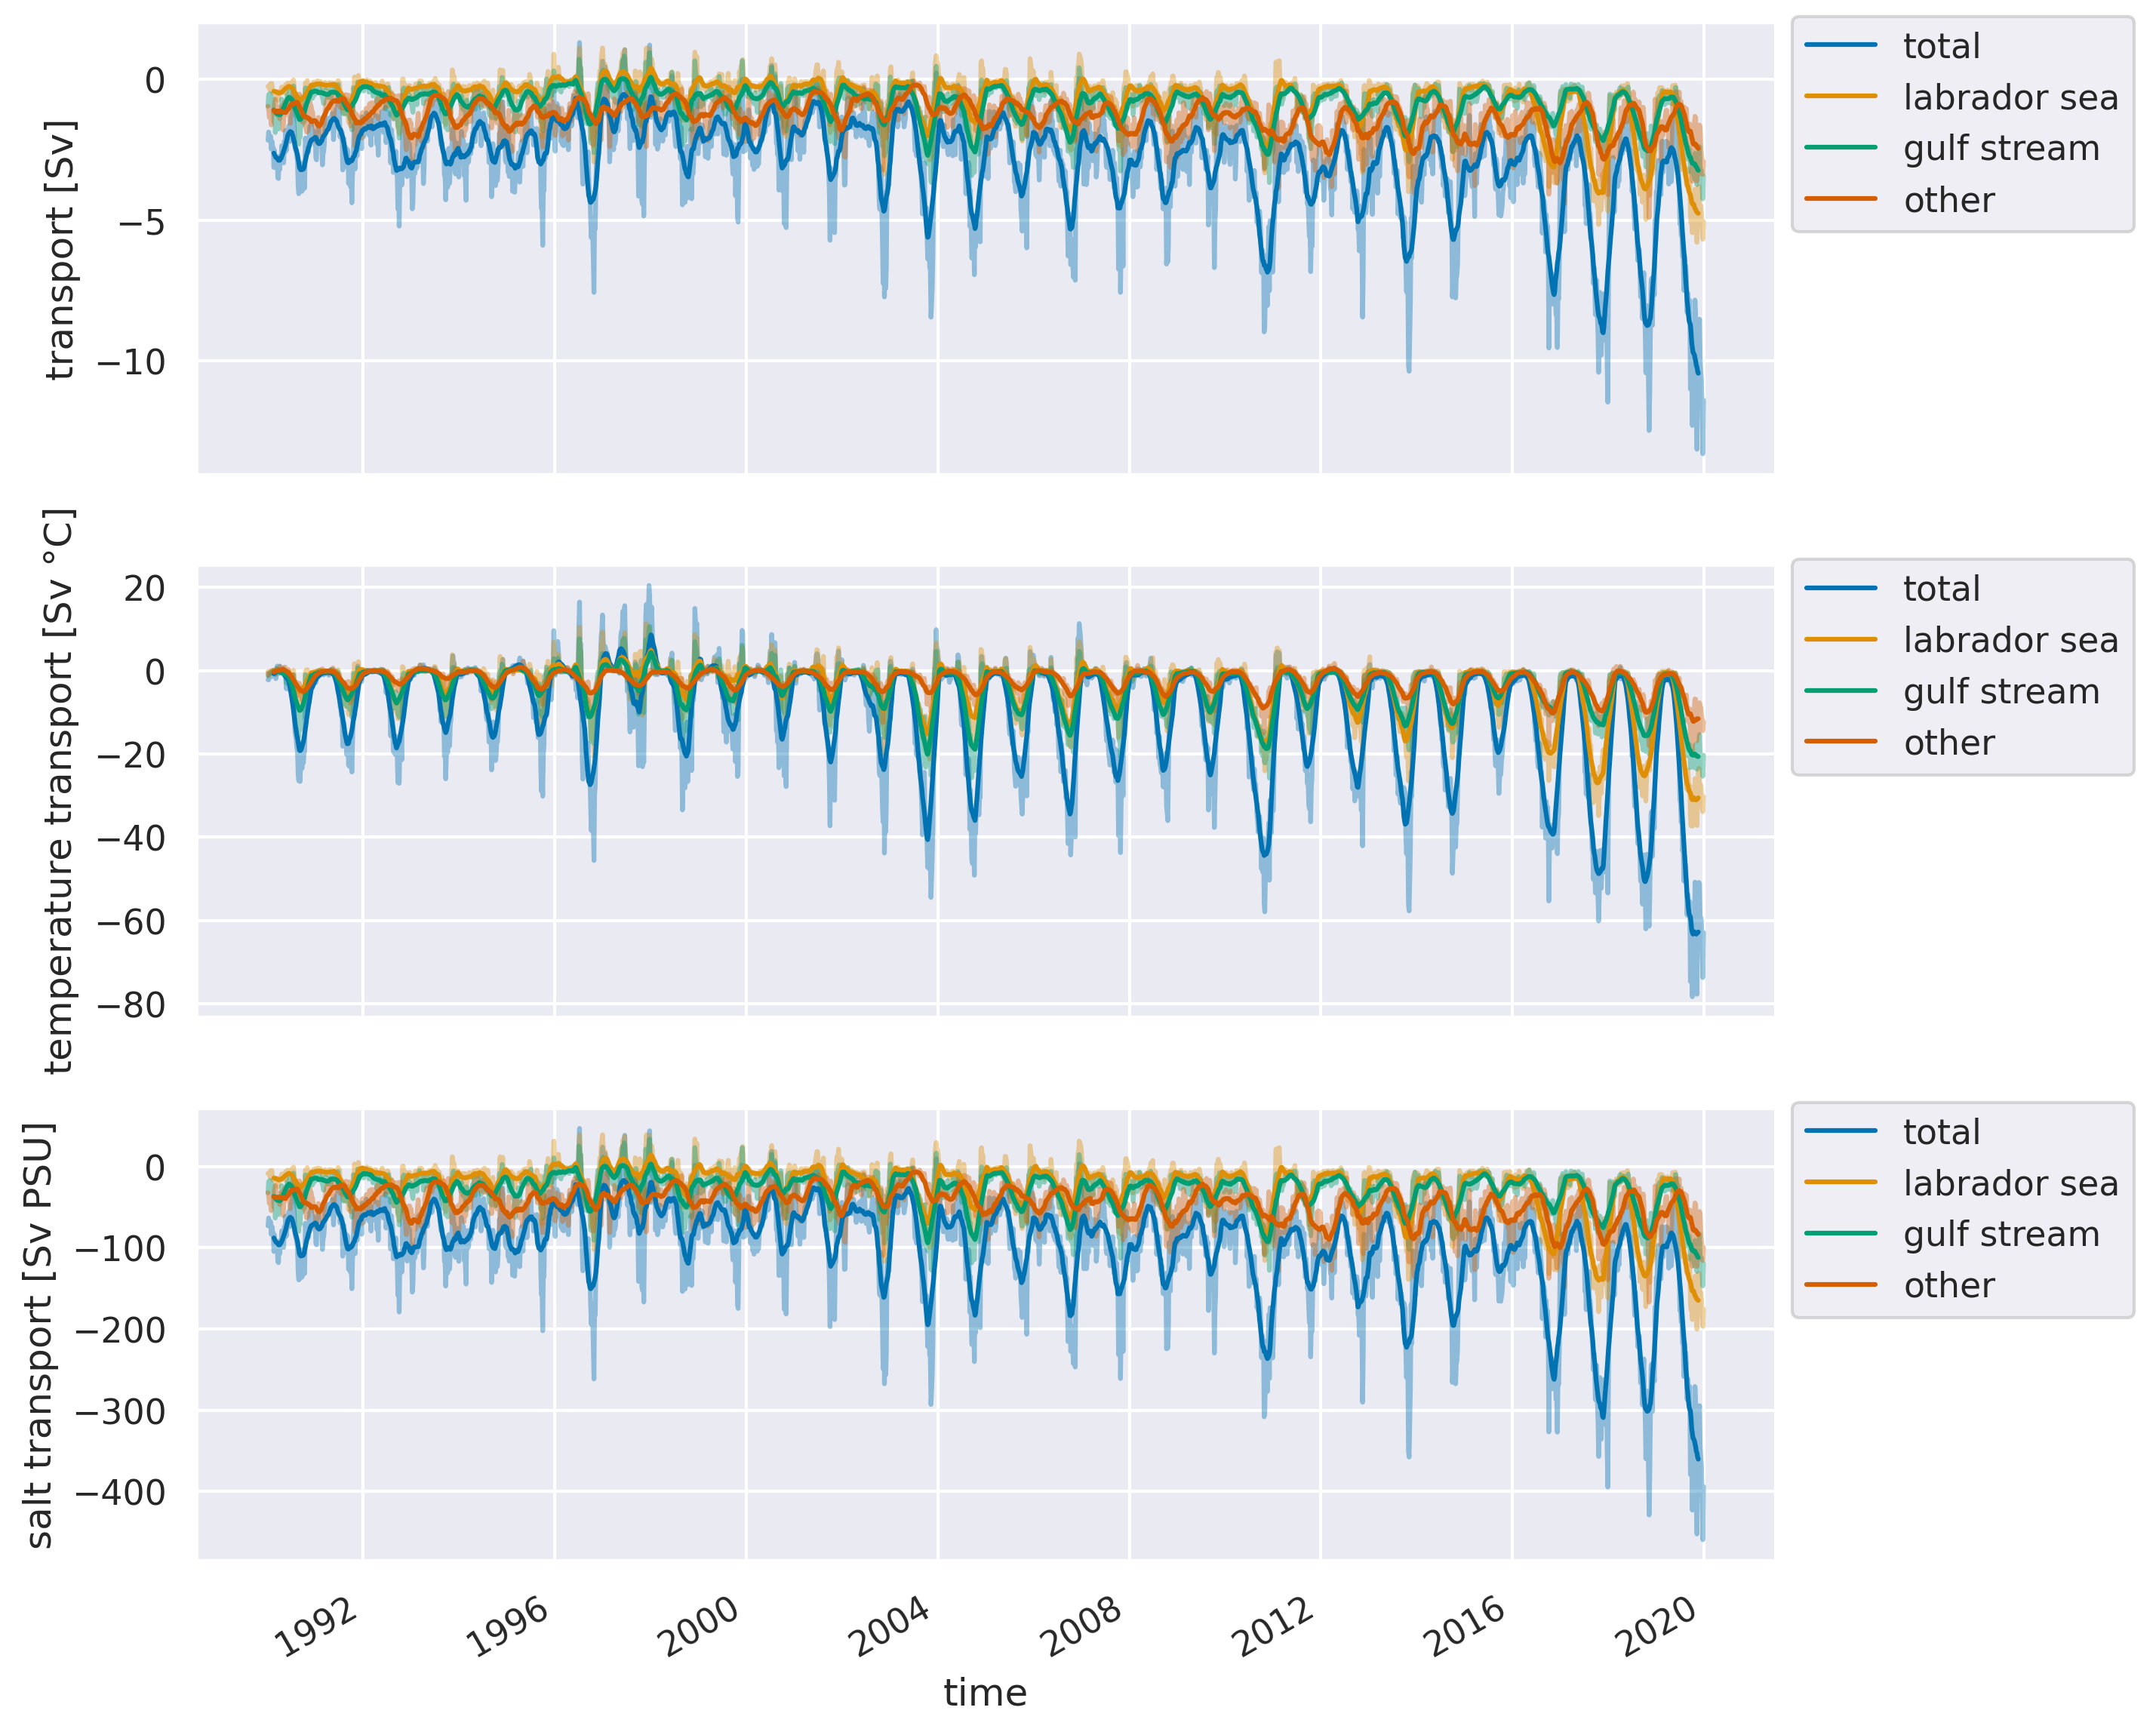 transport [Sv]
0
−5
−10
total
labrador sea
gulf stream
other
temperature transport [Sv °C]
20
0
−20
−40
−60
−80
total
labrador sea
gulf stream
other
salt transport [Sv PSU]
0
−100
−200
−300
−400
total
labrador sea
gulf stream
other
1992 1996 2000 2004 2008 2012 2016 2020
time